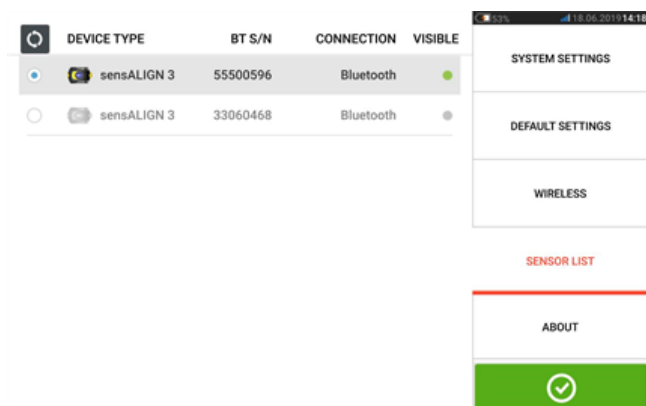 DEVICE TYPE BT S/N CONNECTION VISIBLE
sensALIGN 3 55500596 Bluetooth
sensALIGN 3 33060468 Bluetooth
53% 18.06.2019 14:18
SYSTEM SETTINGS
DEFAULT SETTINGS
WIRELESS
SENSOR LIST
ABOUT